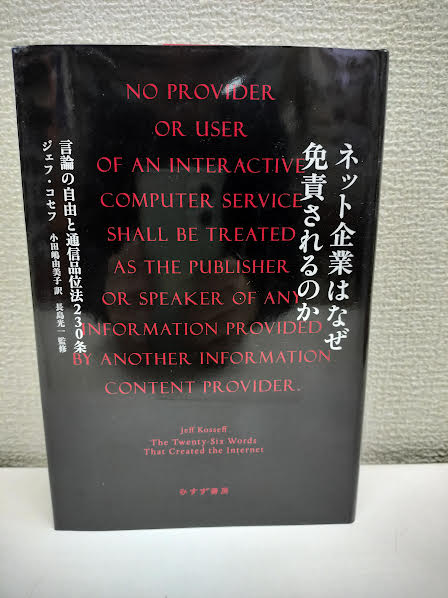 ネット企業はなぜ
免責されるのか
言論の自由と通信品位法230条
ジェフ・コセフ 小田嶋由美子 訳 長島光一 監修
NO PROVIDER
OR USER
OF AN INTERACTIVE
COMPUTER SERVICE
SHALL BE TREATED
AS THE PUBLISHER
OR SPEAKER OF ANY
INFORMATION PROVIDED
BY ANOTHER INFORMATION
CONTENT PROVIDER.
Jeff Kosseff
The Twenty-Six Words
That Created the Internet
みすず書房